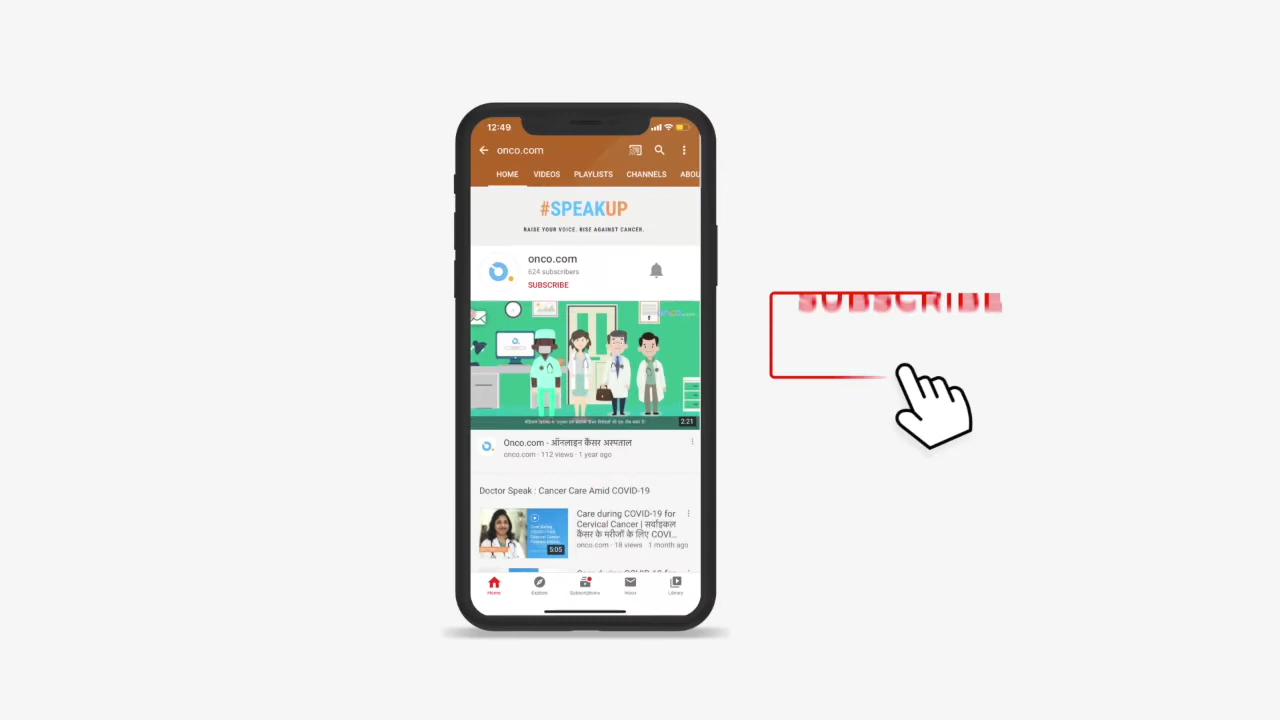 12:49
onco.com
HOME VIDEOS PLAYLISTS CHANNELS ABOU
#SPEAKUP
RAISE YOUR VOICE. RISE AGAINST CANCER.
onco.com
624 subscribers
SUBSCRIBE
SUBSCRIBE
2:21
Onco.com - ऑनलाइन कैंसर अस्पताल
onco.com · 112 views · 1 year ago
Doctor Speak : Cancer Care Amid COVID-19
Care during COVID-19 for
Cervical Cancer | सर्वाइकल
कैंसर के मरीजों के लिए COVI...
onco.com · 18 views · 1 month ago
5:05
Home Explore Subscriptions Inbox Library